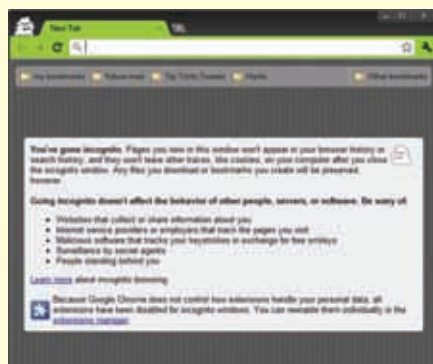 New Tab
my bookmarks
Other bookmarks
You've gone incognito. Pages you view in this window won't appear in your browser history or
search history, and they won't leave other traces, like cookies, on your computer after you close
the incognito window. Any files you download or bookmarks you create will be preserved,
however.
Going incognito doesn't affect the behavior of other people, servers, or software. Be wary of:
• Websites that collect or share information about you
• Internet service providers or employers that track the pages you visit
• Malicious software that tracks your keystrokes in exchange for free smileys
• Surveillance by secret agents
• People standing behind you
Learn more about incognito browsing.
Because Google Chrome does not control how extensions handle your personal data, all
extensions have been disabled for incognito windows. You can reenable them individually in the
extensions manager.